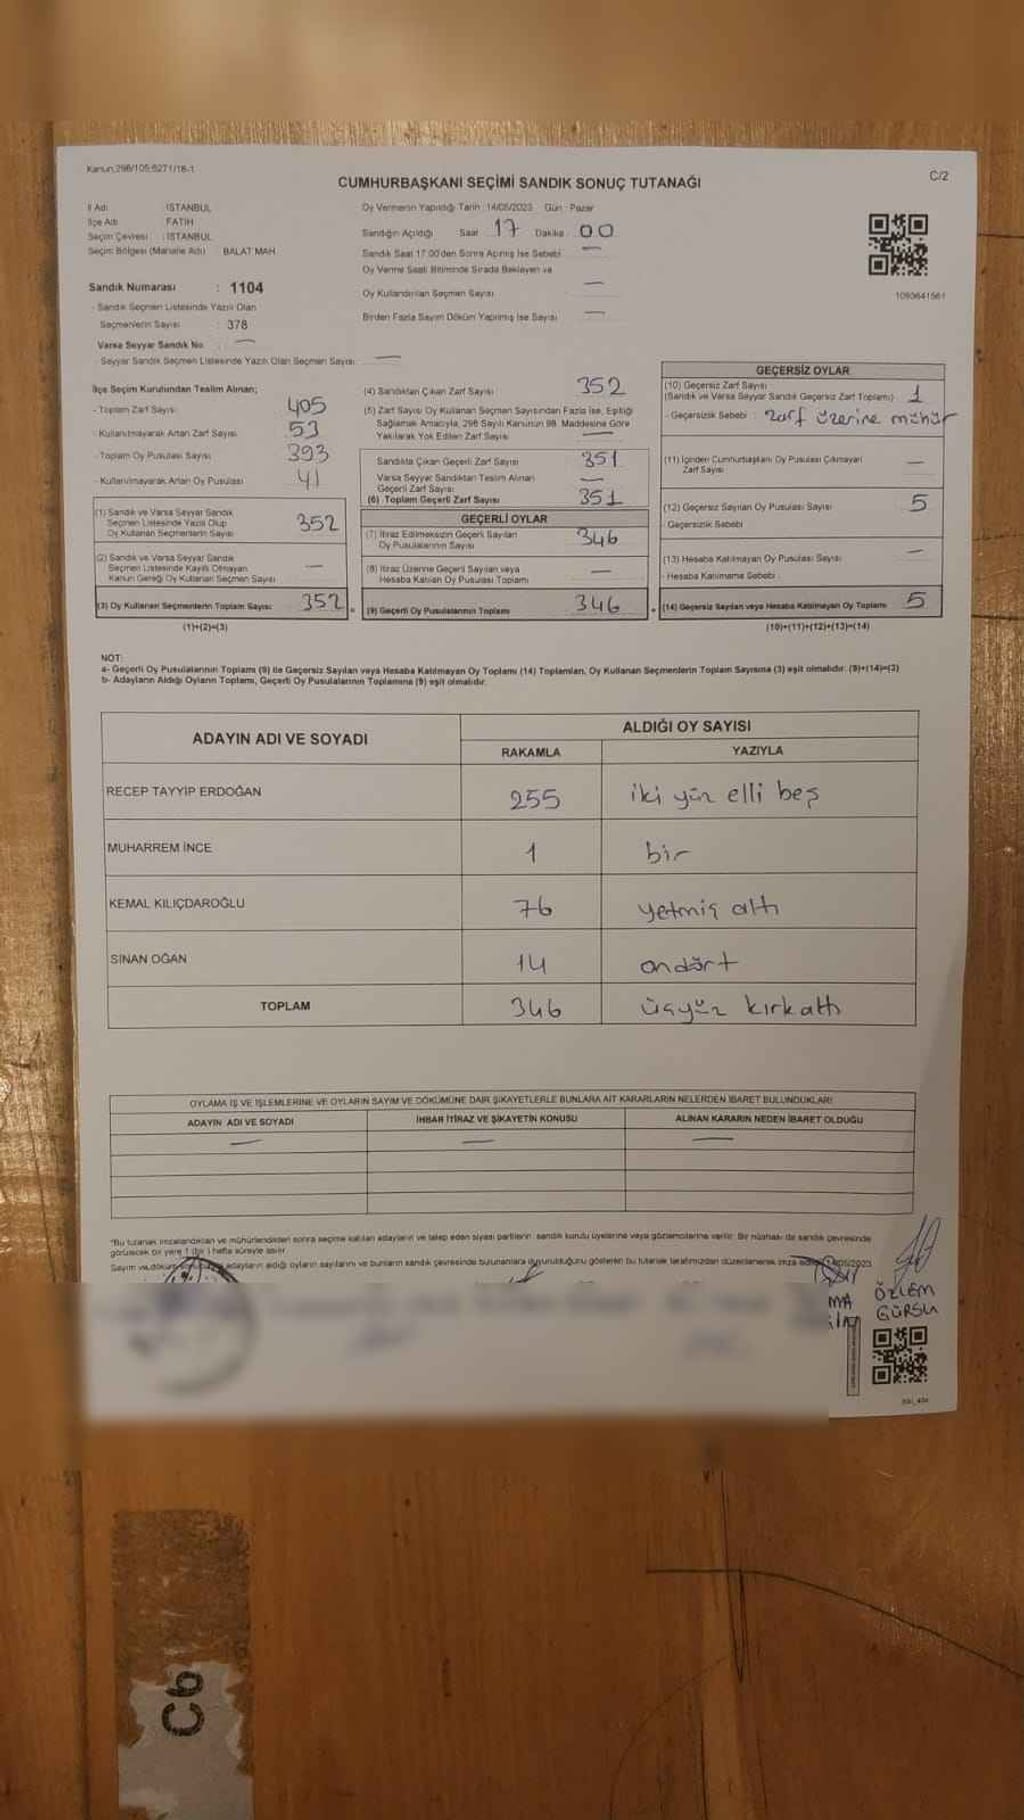 Kanun,298/105;6271/18-1
C/2
CUMHURBAŞKANI SEÇİMİ SANDIK SONUÇ TUTANAĞI
İl Adı : İSTANBUL
İlçe Adı : FATİH
Seçim Çevresi : İSTANBUL
Seçim Bölgesi (Mahalle Adı) : BALAT MAH.
Sandık Numarası : 1104
- Sandık Seçmen Listesinde Yazılı Olan
Seçmenlerin Sayısı : 378
Varsa Seyyar Sandık No : —
Seyyar Sandık Seçmen Listesinde Yazılı Olan Seçmen Sayısı : —
Oy Vermenin Yapıldığı Tarih : 14/05/2023 Gün : Pazar
Sandığın Açıldığı Saat : 17 Dakika : 00
Sandık Saat 17:00'den Sonra Açılmış İse Sebebi : —
Oy Verme Saati Bitiminde Sırada Bekleyen ve
Oy Kullandırılan Seçmen Sayısı : —
Birden Fazla Sayım Döküm Yapılmış İse Sayısı : —
1093641561
İlçe Seçim Kurulundan Teslim Alınan;
- Toplam Zarf Sayısı : 405
- Kullanılmayarak Artan Zarf Sayısı : 53
- Toplam Oy Pusulası Sayısı : 393
- Kullanılmayarak Artan Oy Pusulası : 41
(1) Sandık ve Varsa Seyyar Sandık
Seçmen Listesinde Yazılı Olup
Oy Kullanan Seçmenlerin Sayısı : 352
(2) Sandık ve Varsa Seyyar Sandık
Seçmen Listesinde Kayıtlı Olmayan
Kanun Gereği Oy Kullanan Seçmen Sayısı : —
(3) Oy Kullanan Seçmenlerin Toplam Sayısı : 352
(1)+(2)=(3)
(4) Sandıktan Çıkan Zarf Sayısı : 352
(5) Zarf Sayısı Oy Kullanan Seçmen Sayısından Fazla İse, Eşitliği
Sağlamak Amacıyla, 298 Sayılı Kanunun 98. Maddesine Göre
Yakılarak Yok Edilen Zarf Sayısı : —
Sandıkta Çıkan Geçerli Zarf Sayısı : 351
Varsa Seyyar Sandıktan Teslim Alınan
Geçerli Zarf Sayısı : —
(6) Toplam Geçerli Zarf Sayısı : 351
GEÇERLİ OYLAR
(7) İtiraz Edilmeksizin Geçerli Sayılan
Oy Pusulalarının Sayısı : 346
(8) İtiraz Üzerine Geçerli Sayılan veya
Hesaba Katılan Oy Pusulası Toplamı : —
(9) Geçerli Oy Pusulalarının Toplamı : 346
GEÇERSİZ OYLAR
(10) Geçersiz Zarf Sayısı
(Sandık ve Varsa Seyyar Sandık Geçersiz Zarf Toplamı) : 1
- Geçersizlik Sebebi : zarf üzerine mühür
(11) İçinden Cumhurbaşkanı Oy Pusulası Çıkmayan
Zarf Sayısı : —
(12) Geçersiz Sayılan Oy Pusulası Sayısı : 5
- Geçersizlik Sebebi :
(13) Hesaba Katılmayan Oy Pusulası Sayısı : —
- Hesaba Katılmama Sebebi :
(14) Geçersiz Sayılan veya Hesaba Katılmayan Oy Toplamı : 5
(10)+(11)+(12)+(13)=(14)
NOT:
a- Geçerli Oy Pusulalarının Toplamı (9) ile Geçersiz Sayılan veya Hesaba Katılmayan Oy Toplamı (14) Toplamları, Oy Kullanan Seçmenlerin Toplam Sayısına (3) eşit olmalıdır. (9)+(14)=(3)
b- Adayların Aldığı Oyların Toplamı, Geçerli Oy Pusulalarının Toplamına (9) eşit olmalıdır.
ADAYIN ADI VE SOYADI
ALDIĞI OY SAYISI
RAKAMLA YAZIYLA
RECEP TAYYİP ERDOĞAN 255 iki yüz elli beş
MUHARREM İNCE 1 bir
KEMAL KILIÇDAROĞLU 76 yetmiş altı
SİNAN OĞAN 14 ondört
TOPLAM 346 üçyüz kırkaltı
OYLAMA İŞ VE İŞLEMLERİNE VE OYLARIN SAYIM VE DÖKÜMÜNE DAİR ŞİKAYETLERLE BUNLARA AİT KARARLARIN NELERDEN İBARET BULUNDUKLARI
ADAYIN ADI VE SOYADI İHBAR İTİRAZ VE ŞİKAYETİN KONUSU ALINAN KARARIN NEDEN İBARET OLDUĞU
— — —
"Bu tutanak imzalandıktan ve mühürlendikten sonra seçime katılan adayların ve talep eden siyasi partilerin sandık kurulu üyelerine veya gözlemcilerine verilir. Bir nüshası da sandık çevresinde
görülecek bir yere 1 (bir) hafta süreyle asılır.
Sayım ve döküm adayların aldığı oyların sayılarını ve bunların sandık çevresinde bulunanlara duyurulduğunu gösteren bu tutanak tarafımızdan düzenlenerek imza 05/2023
MA ÖZLEM
GÜRSU
C6